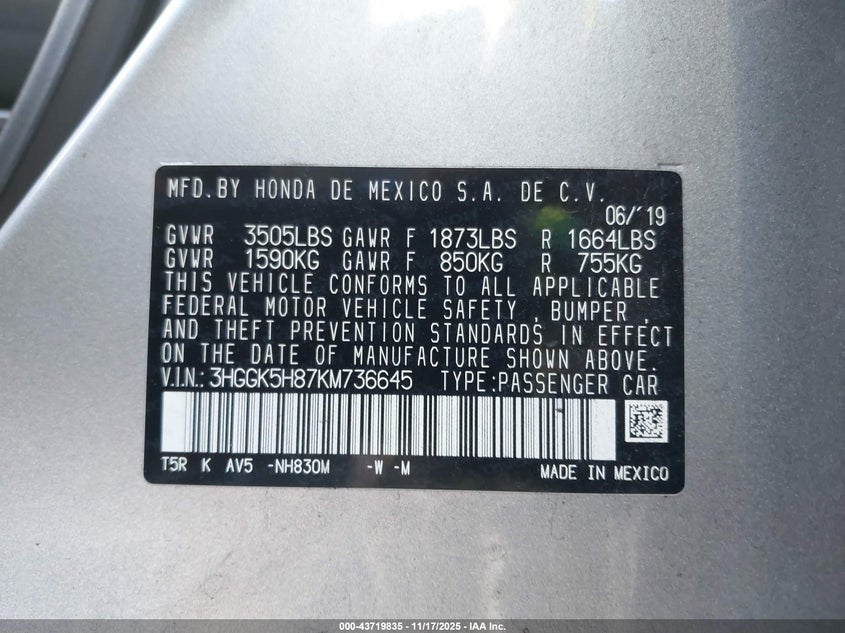 MFD.BY HONDA DE MEXICO S.A. DE C.V.
06/'19
GVWR 3505LBS GAWR F 1873LBS R 1664LBS
GVWR 1590KG GAWR F 850KG R 755KG
THIS VEHICLE CONFORMS TO ALL APPLICABLE
FEDERAL MOTOR VEHICLE SAFETY , BUMPER ,
AND THEFT PREVENTION STANDARDS IN EFFECT
ON THE DATE OF MANUFACTURE SHOWN ABOVE.
V.I.N.: 3HGGK5H87KM736645 TYPE:PASSENGER CAR
T5R K AV5 -NH830M -W -M MADE IN MEXICO
000-43719835 - 11/17/2025 - IAA Inc.